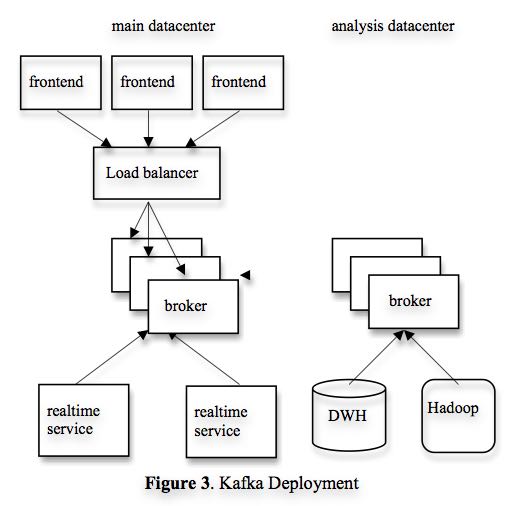 main datacenter
analysis datacenter
frontend
frontend
frontend
Load balancer
broker
broker
realtime
service
realtime
service
DWH
Hadoop
Figure 3. Kafka Deployment